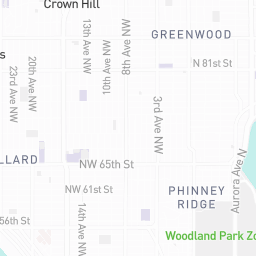 Crown Hill
GREENWOOD
s
N 81st St
23rd Ave NW
20th Ave NW
13th Ave NW
10th Ave NW
8th Ave NW
3rd Ave NW
LLARD
NW 65th St
NW 61st St
56th St
14th Ave NW
PHINNEY
RIDGE
Aurora Ave N
Woodland Park Zo